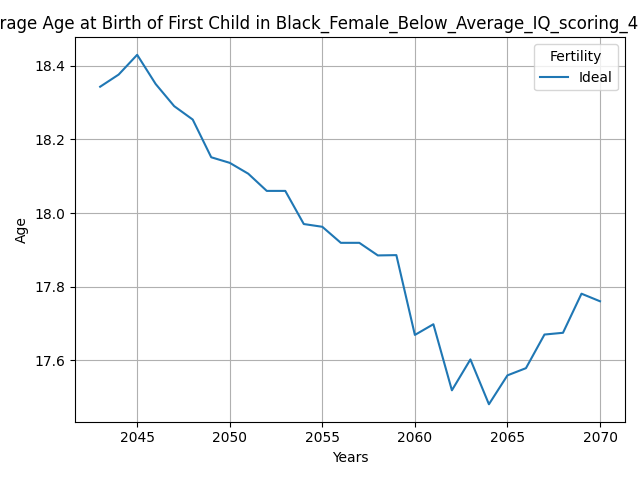 rage Age at Birth of First Child in Black_Female_Below_Average_IQ_scoring_4
Fertility
Ideal
18.4
18.2
18.0
17.8
17.6
Age
2045 2050 2055 2060 2065 2070
Years